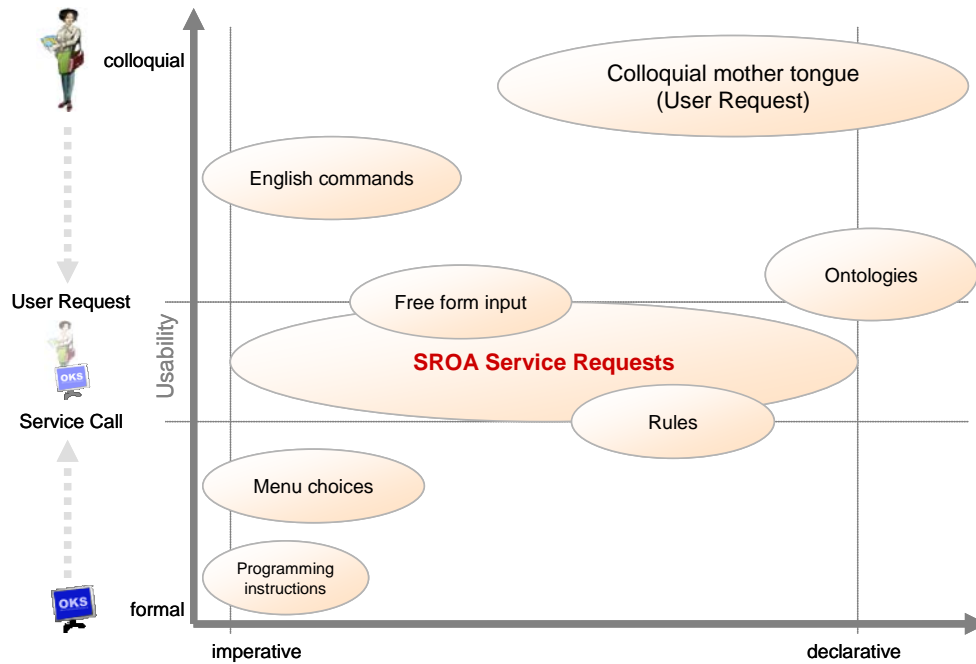 colloquial
Colloquial mother tongue
(User Request)
English commands
Ontologies
User Request
Free form input
Usability
SROA Service Requests
OKS
Service Call
Rules
Menu choices
Programming
instructions
OKS
formal
imperative
declarative